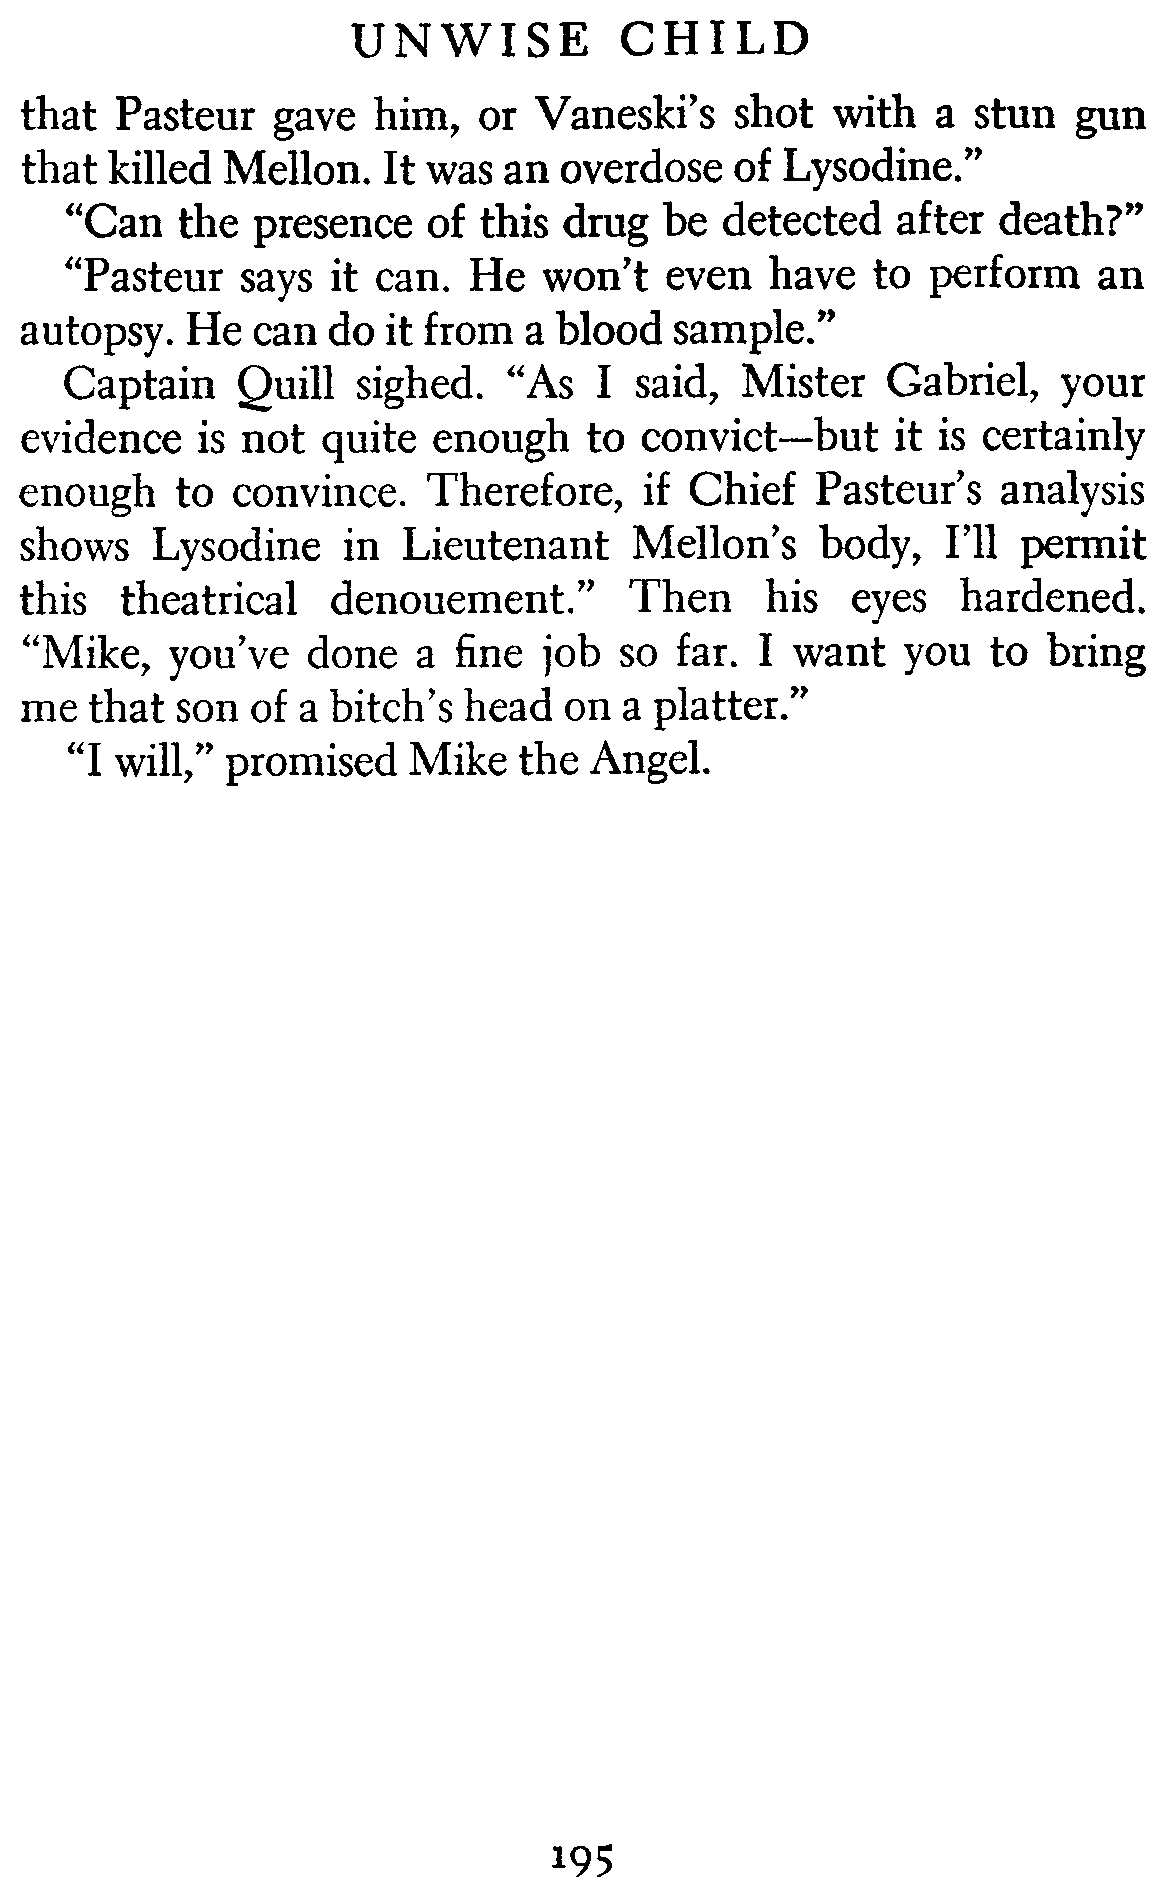 UNWISE CHILD
that Pasteur gave him, or Vaneski's shot with a stun gun
that killed Mellon. It was an overdose of Lysodine.”
“Can the presence of this drug be detected after death?”
“Pasteur says it can. He won't even have to perform an
autopsy. He can do it from a blood sample.”
Captain Quill sighed. “As I said, Mister Gabriel, your
evidence is not quite enough to convict—but it is certainly
enough to convince. Therefore, if Chief Pasteur's analysis
shows Lysodine in Lieutenant Mellon's body, I'll permit
this theatrical denouement.” Then his eyes hardened.
“Mike, you've done a fine job so far. I want you to bring
me that son of a bitch's head on a platter.”
“I will,” promised Mike the Angel.
195